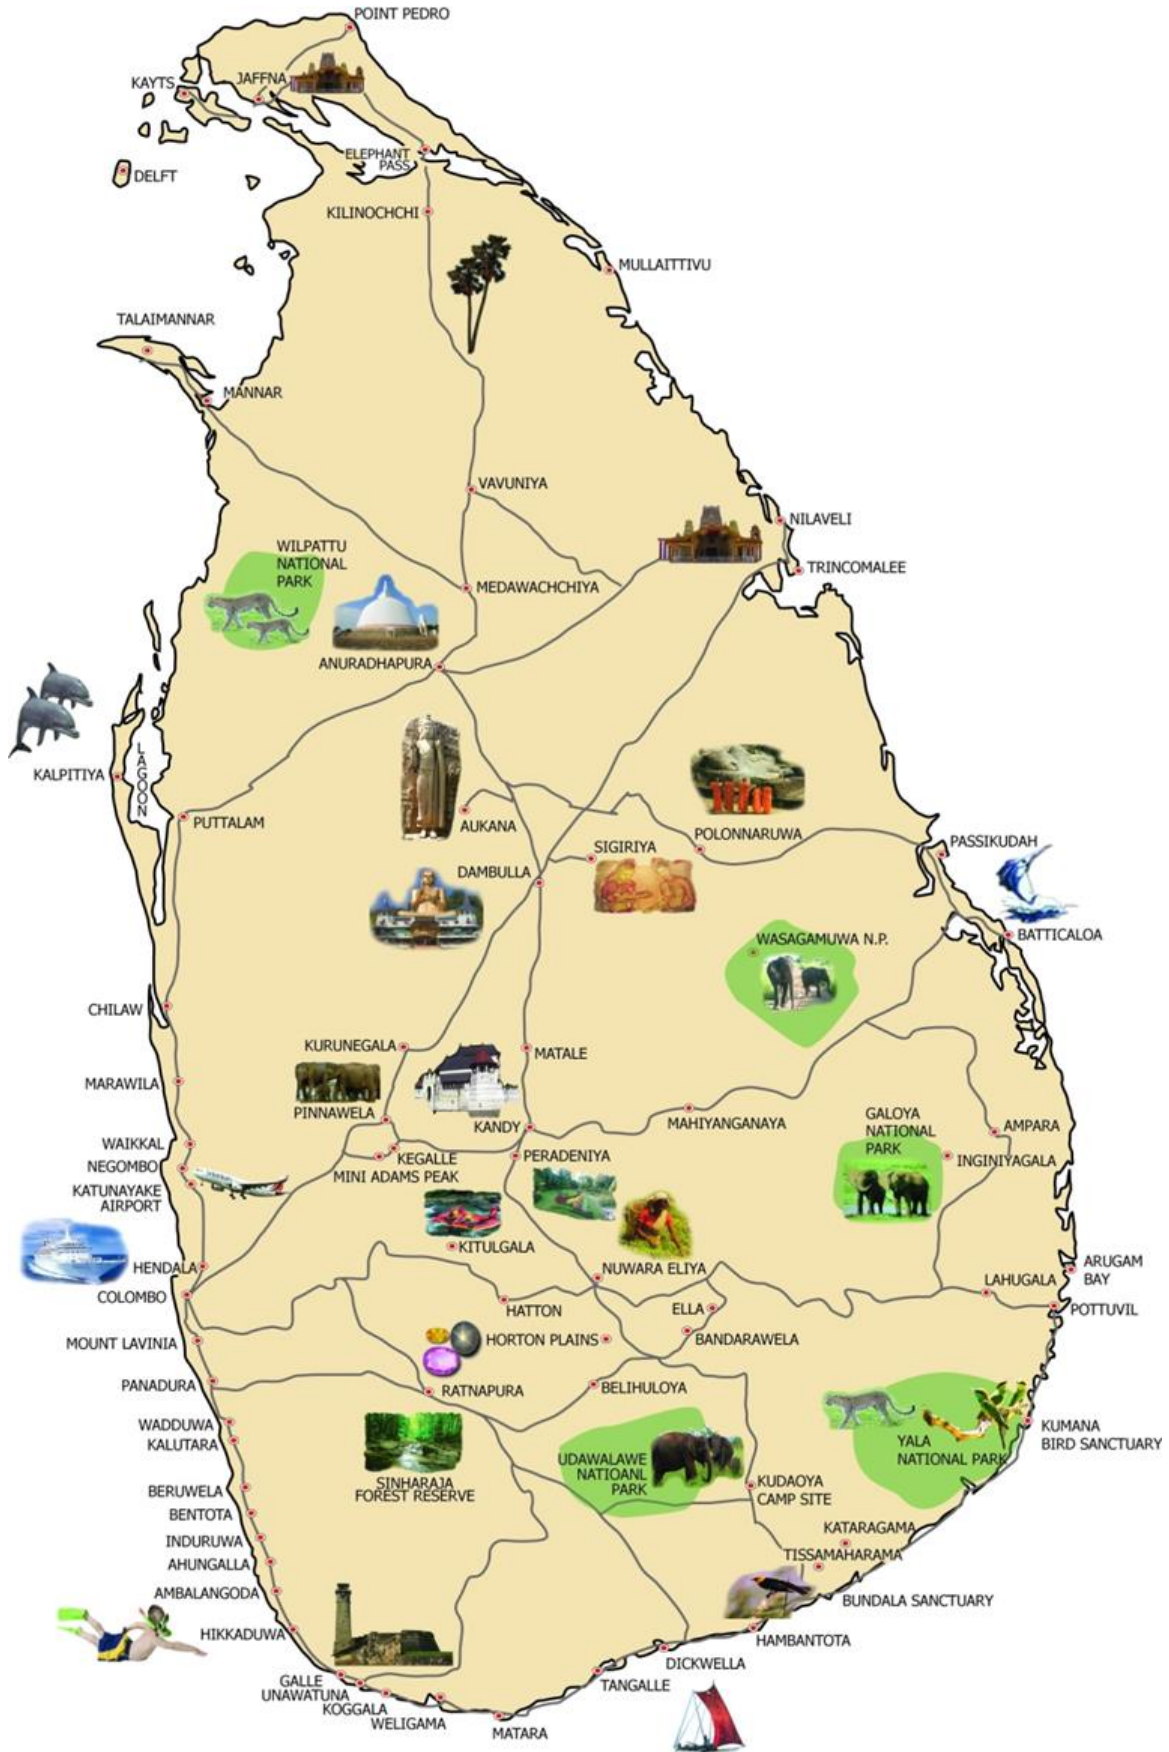 POINT PEDRO
JAFFNA
KAYTS
ELEPHANT
PASS
DELFT
KILINOCHCHI
MULLAITTIVU
TALAIMANNAR
MANNAR
VAVUNIYA
NILAVELI
WILPATTU
NATIONAL
PARK
TRINCOMALEE
MEDAWACHCHIYA
ANURADHAPURA
LAGOON
KALPITIYA
PUTTALAM
AUKANA
POLONNARUWA
PASSIKUDAH
SIGIRIYA
DAMBULLA
BATTICALOA
WASAGAMUWA N.P.
CHILAW
KURUNEGALA
MATALE
MARAWILA
PINNAWELA
KANDY
MAHIYANGANAYA
GALOYA
NATIONAL
PARK
AMPARA
WAIKKAL
NEGOMBO
KEGALLE
PERADENIYA
INGINIYAGALA
MINI ADAMS PEAK
KATUNAYAKE
AIRPORT
KITULGALA
HENDALA
NUWARA ELIYA
ARUGAM
BAY
LAHUGALA
COLOMBO
HATTON
ELLA
POTTUVIL
MOUNT LAVINIA
HORTON PLAINS
BANDARAWELA
PANADURA
RATNAPURA
BELIHULOYA
WADDUWA
KALUTARA
KUMANA
BIRD SANCTUARY
YALA
NATIONAL PARK
UDAWALAWE
NATIOANL
PARK
SINHARAJA
FOREST RESERVE
KUDAOYA
CAMP SITE
BERUWELA
BENTOTA
INDURUWA
AHUNGALLA
KATARAGAMA
TISSAMAHARAMA
AMBALANGODA
BUNDALA SANCTUARY
HIKKADUWA
HAMBANTOTA
DICKWELLA
GALLE
UNAWATUNA
TANGALLE
KOGGALA
WELIGAMA
MATARA